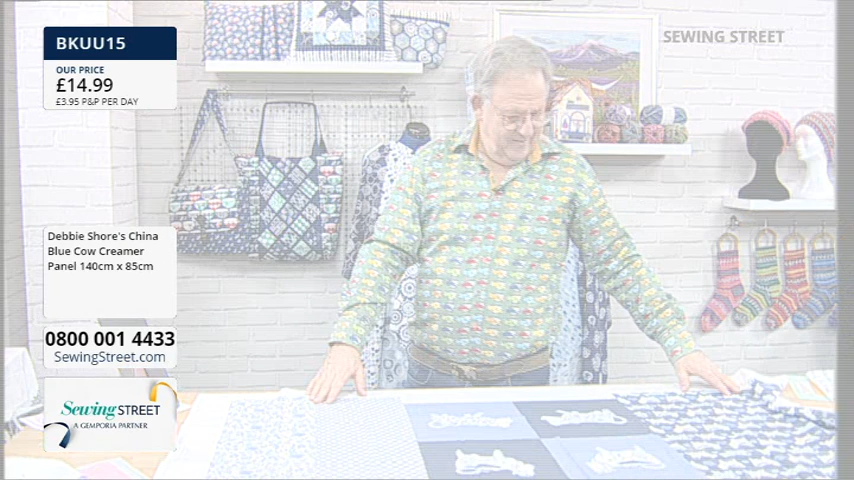 BKUU15
OUR PRICE
£14.99
£3.95 P&P PER DAY
SEWING STREET
Debbie Shore's China
Blue Cow Creamer
Panel 140cm x 85cm
0800 001 4433
SewingStreet.com
Sewing STREET
A GEMPORIA PARTNER